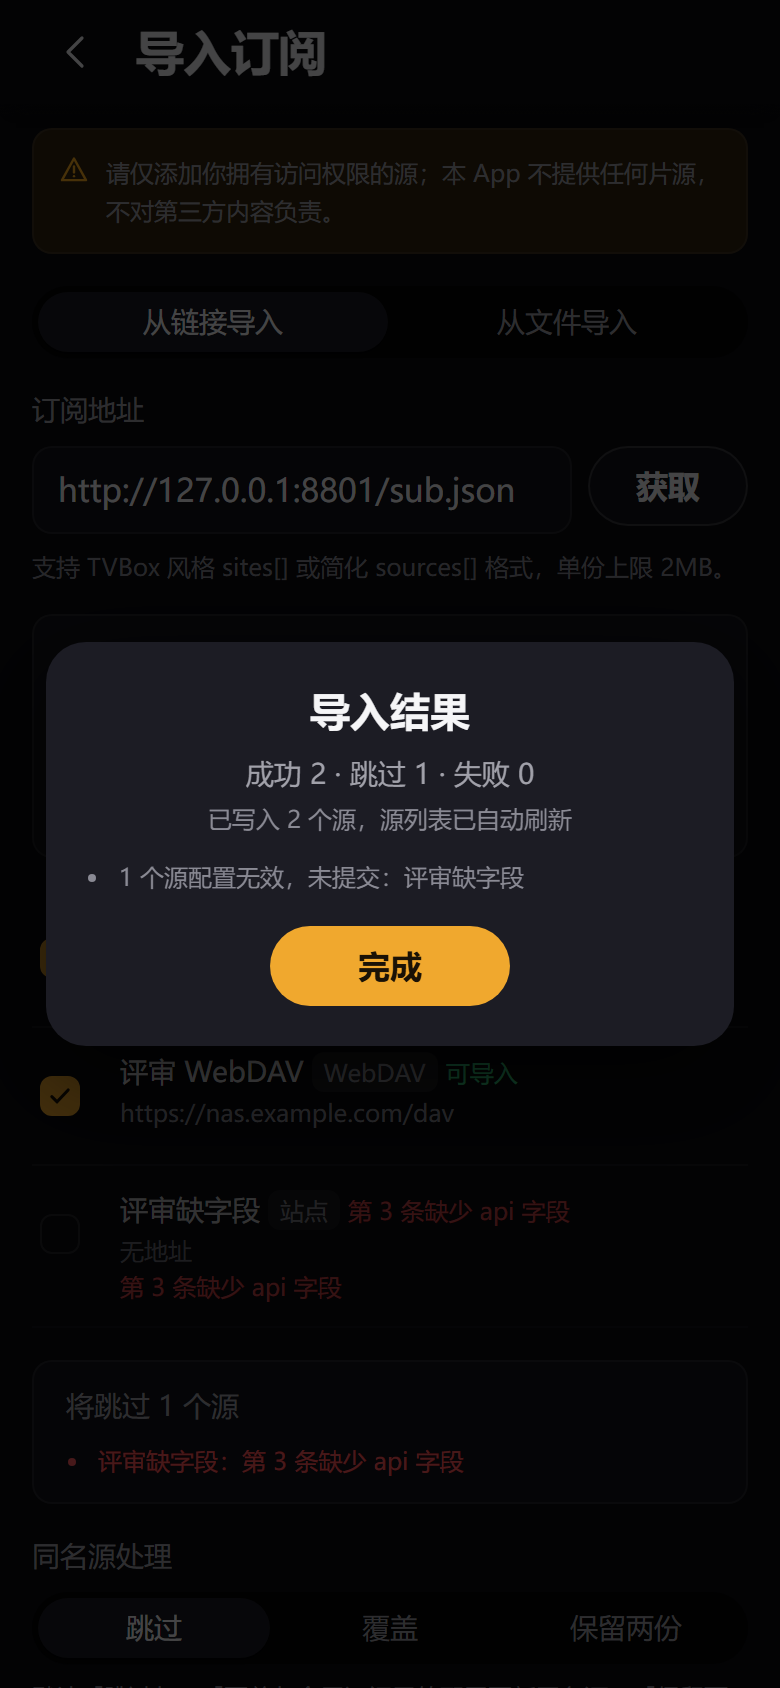 导入订阅
请仅添加你拥有访问权限的源；本 App 不提供任何片源，
不对第三方内容负责。
从链接导入 从文件导入
订阅地址
http://127.0.0.1:8801/sub.json 获取
支持 TVBox 风格 sites[] 或简化 sources[] 格式，单份上限 2MB。
导入结果
成功 2 · 跳过 1 · 失败 0
已写入 2 个源，源列表已自动刷新
• 1 个源配置无效，未提交：评审缺字段
完成
评审 WebDAV WebDAV 可导入
https://nas.example.com/dav
评审缺字段 站点 第 3 条缺少 api 字段
无地址
第 3 条缺少 api 字段
将跳过 1 个源
• 评审缺字段：第 3 条缺少 api 字段
同名源处理
跳过 覆盖 保留两份